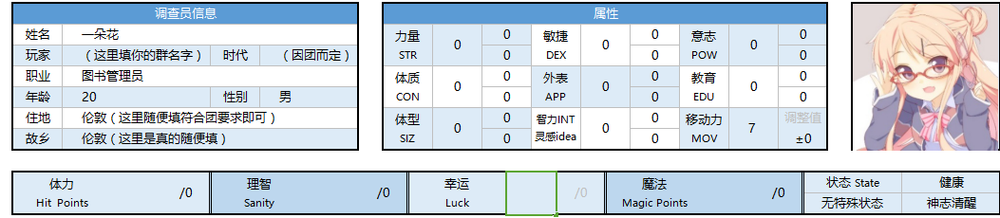 调查员信息
姓名 一朵花
玩家 （这里填你的群名字） 时代 （因团而定）
职业 图书管理员
年龄 20 性别 男
住地 伦敦（这里随便填符合团要求即可）
故乡 伦敦（这里是真的随便填）
属性
力量 STR 0 0 0 敏捷 DEX 0 0 0 意志 POW 0 0 0
体质 CON 0 0 0 外表 APP 0 0 0 教育 EDU 0 0 0
体型 SIZ 0 0 0 智力INT 灵感idea 0 0 0 移动力 MOV 7 调整值 ±0
体力 Hit Points /0
理智 Sanity /0
幸运 Luck /0
魔法 Magic Points /0
状态 State 健康
无特殊状态 神志清醒